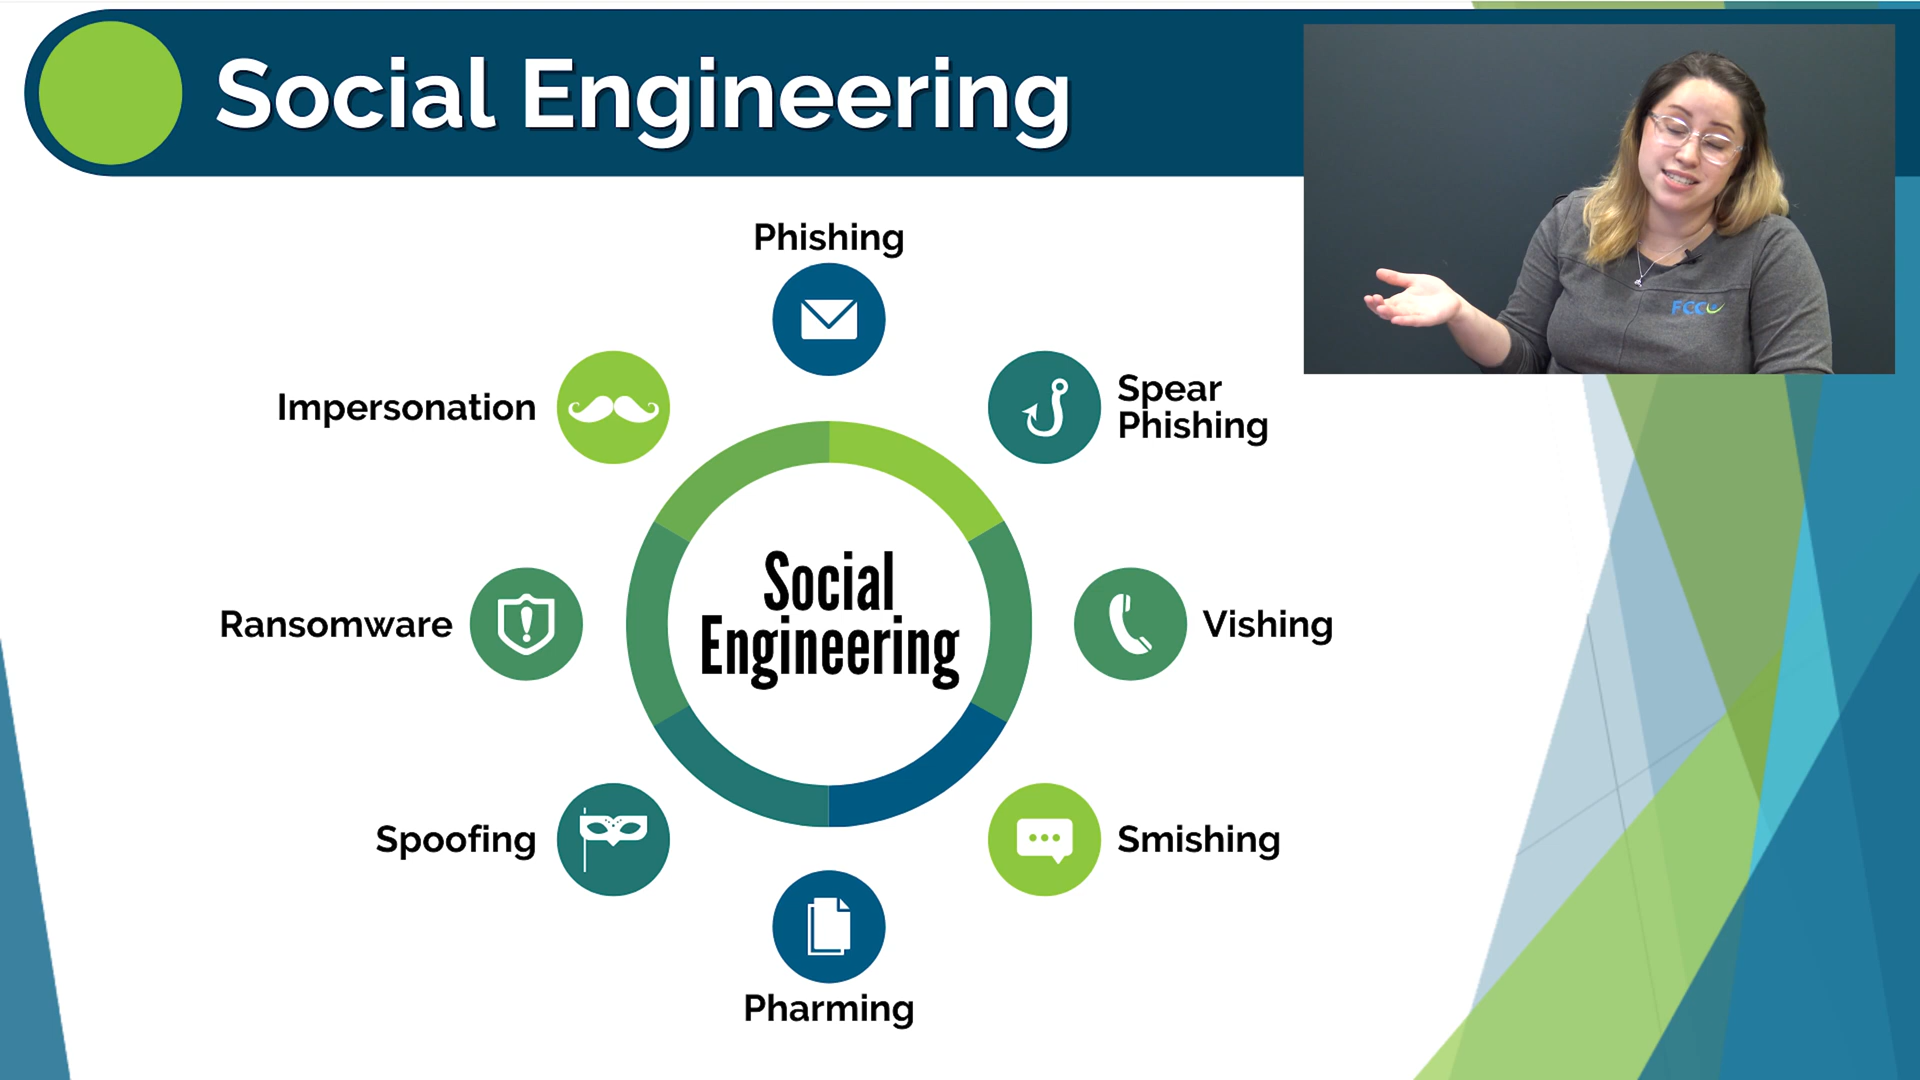 Social Engineering
Phishing
Impersonation
Spear
Phishing
Social
Engineering
Ransomware
Vishing
Spoofing
Smishing
Pharming
FCC